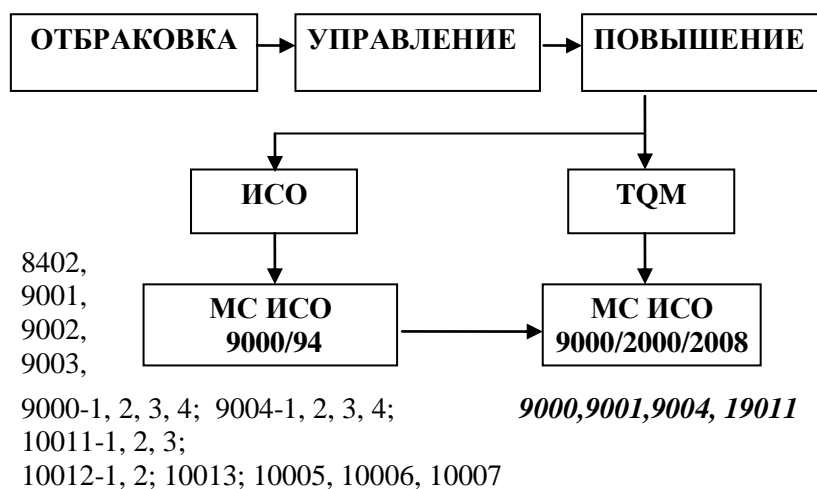 ОТБРАКОВКА
УПРАВЛЕНИЕ
ПОВЫШЕНИЕ
ИСО
TQM
8402,
9001,
9002,
9003,
МС ИСО
9000/94
МС ИСО
9000/2000/2008
9000-1, 2, 3, 4; 9004-1, 2, 3, 4;
10011-1, 2, 3;
10012-1, 2; 10013; 10005, 10006, 10007
9000,9001,9004, 19011